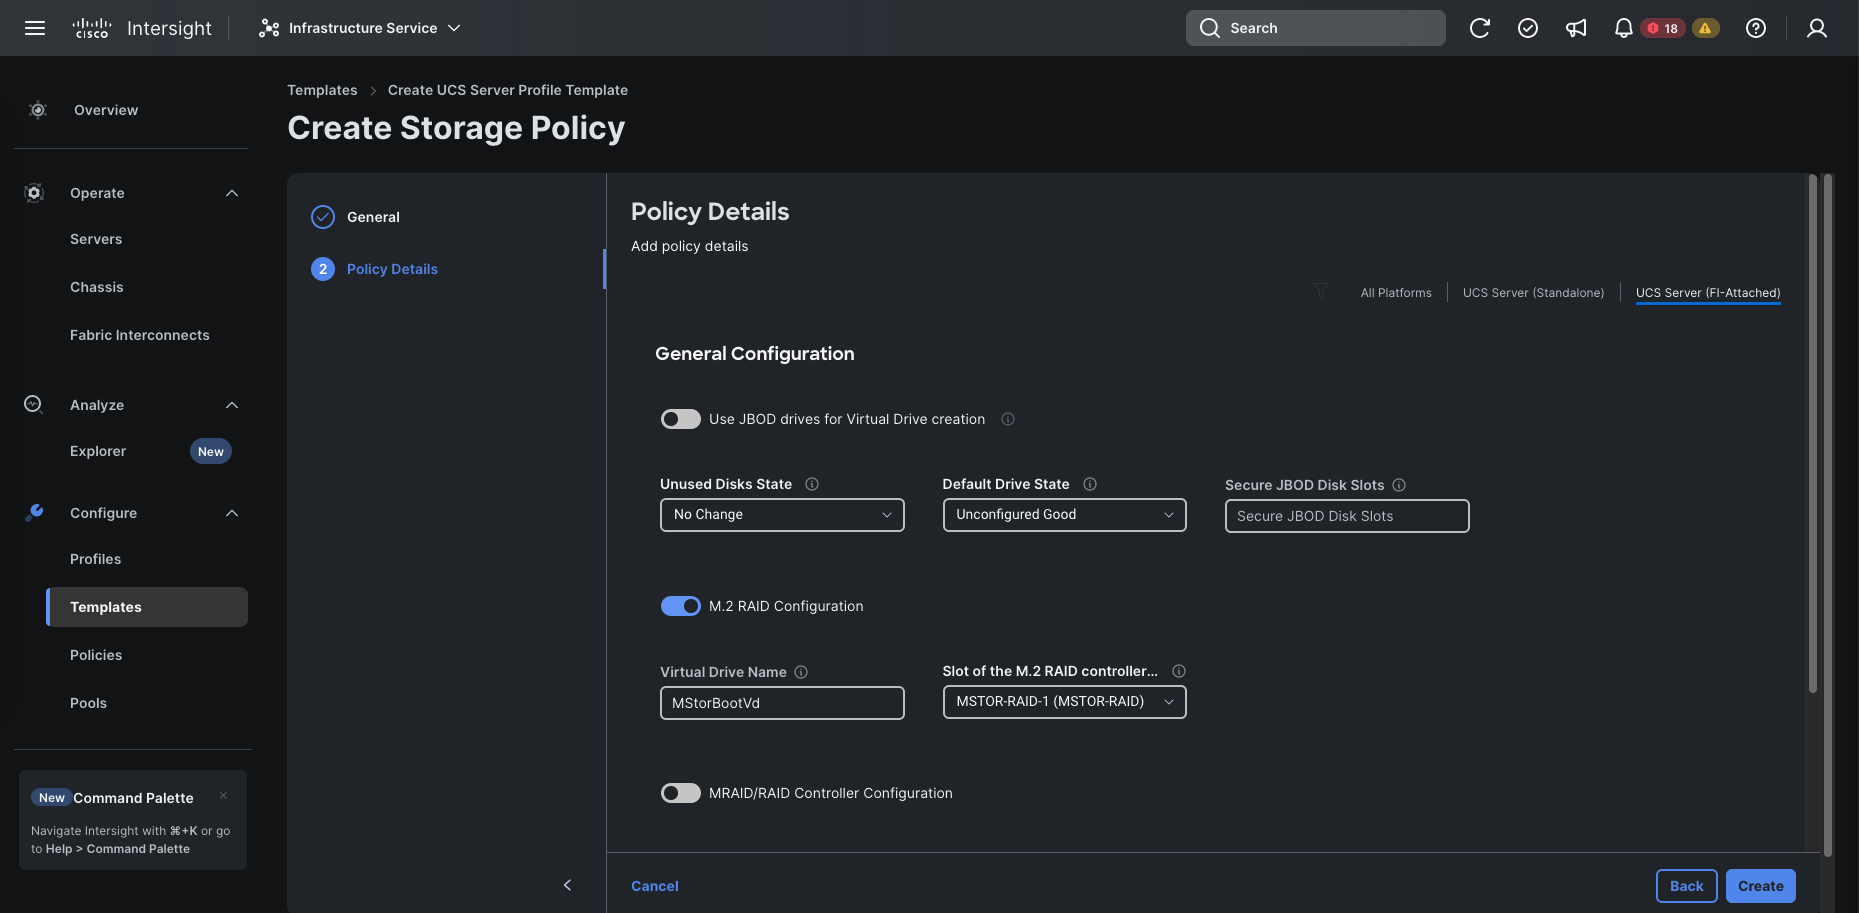 CISCO
Intersight
Infrastructure Service
Search
18
Overview
Operate
Servers
Chassis
Fabric Interconnects
Analyze
Explorer
New
Configure
Profiles
Templates
Policies
Pools
New Command Palette
Navigate Intersight with ⌘+K or go
to Help > Command Palette
Templates > Create UCS Server Profile Template
Create Storage Policy
General
2 Policy Details
Policy Details
Add policy details
All Platforms
UCS Server (Standalone)
UCS Server (FI-Attached)
General Configuration
Use JBOD drives for Virtual Drive creation
Unused Disks State
Default Drive State
Secure JBOD Disk Slots
No Change
Unconfigured Good
Secure JBOD Disk Slots
M.2 RAID Configuration
Virtual Drive Name
Slot of the M.2 RAID controller...
MStorBootVd
MSTOR-RAID-1 (MSTOR-RAID)
MRAID/RAID Controller Configuration
Cancel
Back
Create